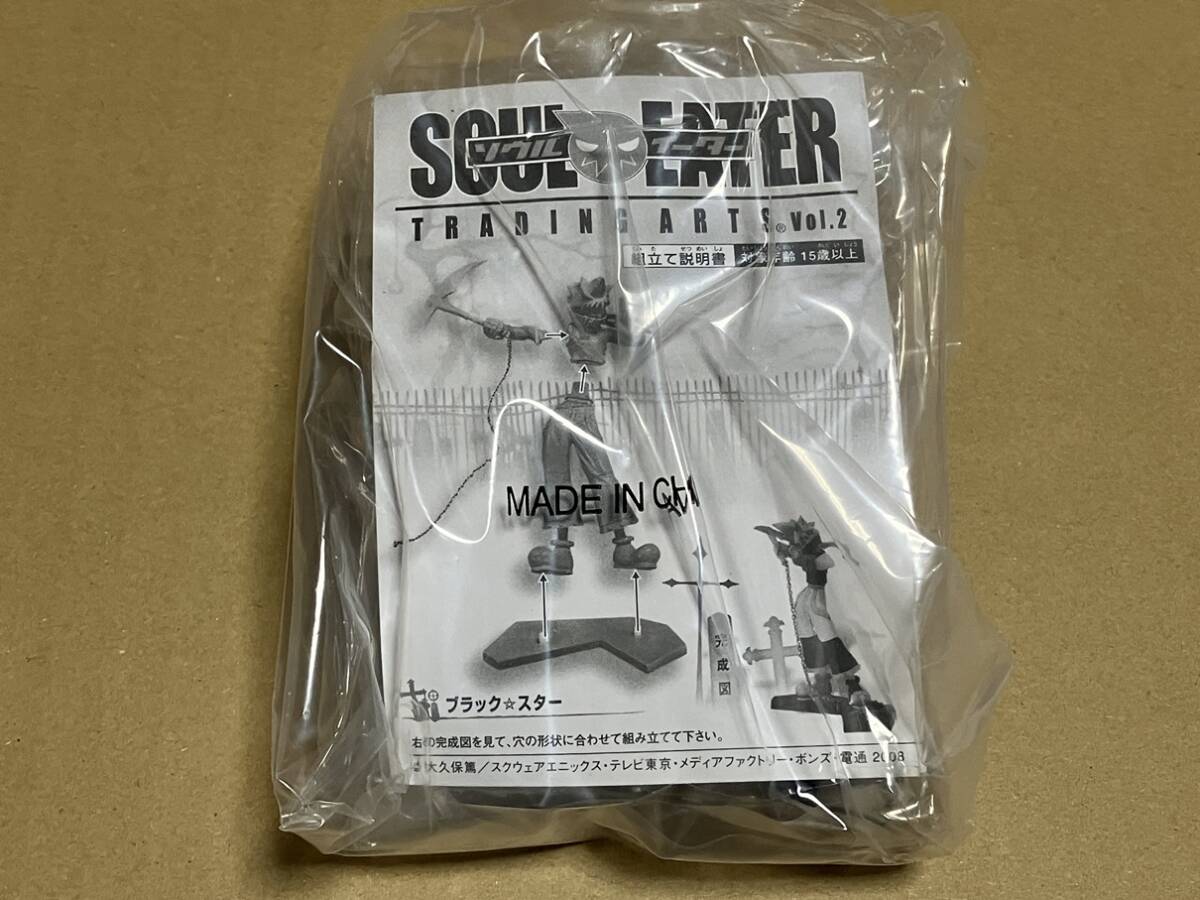 SOUL EATER
ソウル イーター
TRADING ARTS® Vol.2
組立て説明書 対象年齢 15歳以上
MADE IN
完成図
ブラック☆スター
右の完成図を見て、穴の形状に合わせて組み立てて下さい。
©大久保篤／スクウェアエニックス・テレビ東京・メディアファクトリー・ボンズ・電通 2008